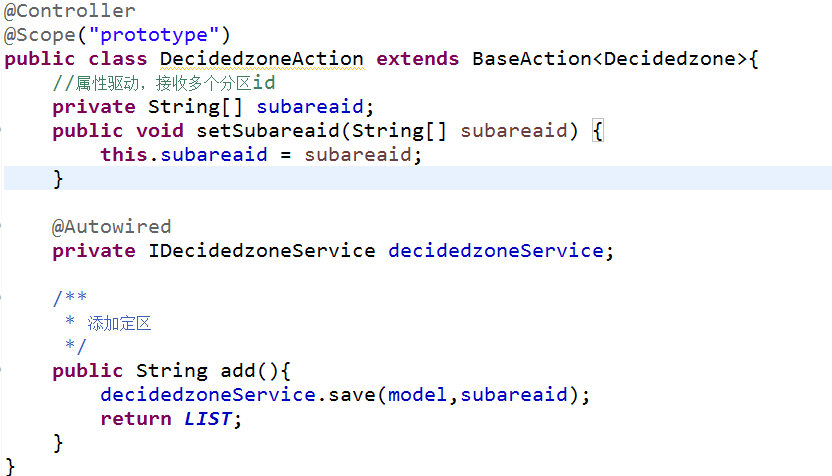 @Controller
@Scope("prototype")
public class DecidedzoneAction extends BaseAction<Decidedzone>{
    //属性驱动，接收多个分区id
    private String[] subareaid;
    public void setSubareaid(String[] subareaid) {
        this.subareaid = subareaid;
    }
    @Autowired
    private IDecidedzoneService decidedzoneService;
    /**
     * 添加定区
     */
    public String add(){
        decidedzoneService.save(model,subareaid);
        return LIST;
    }
}